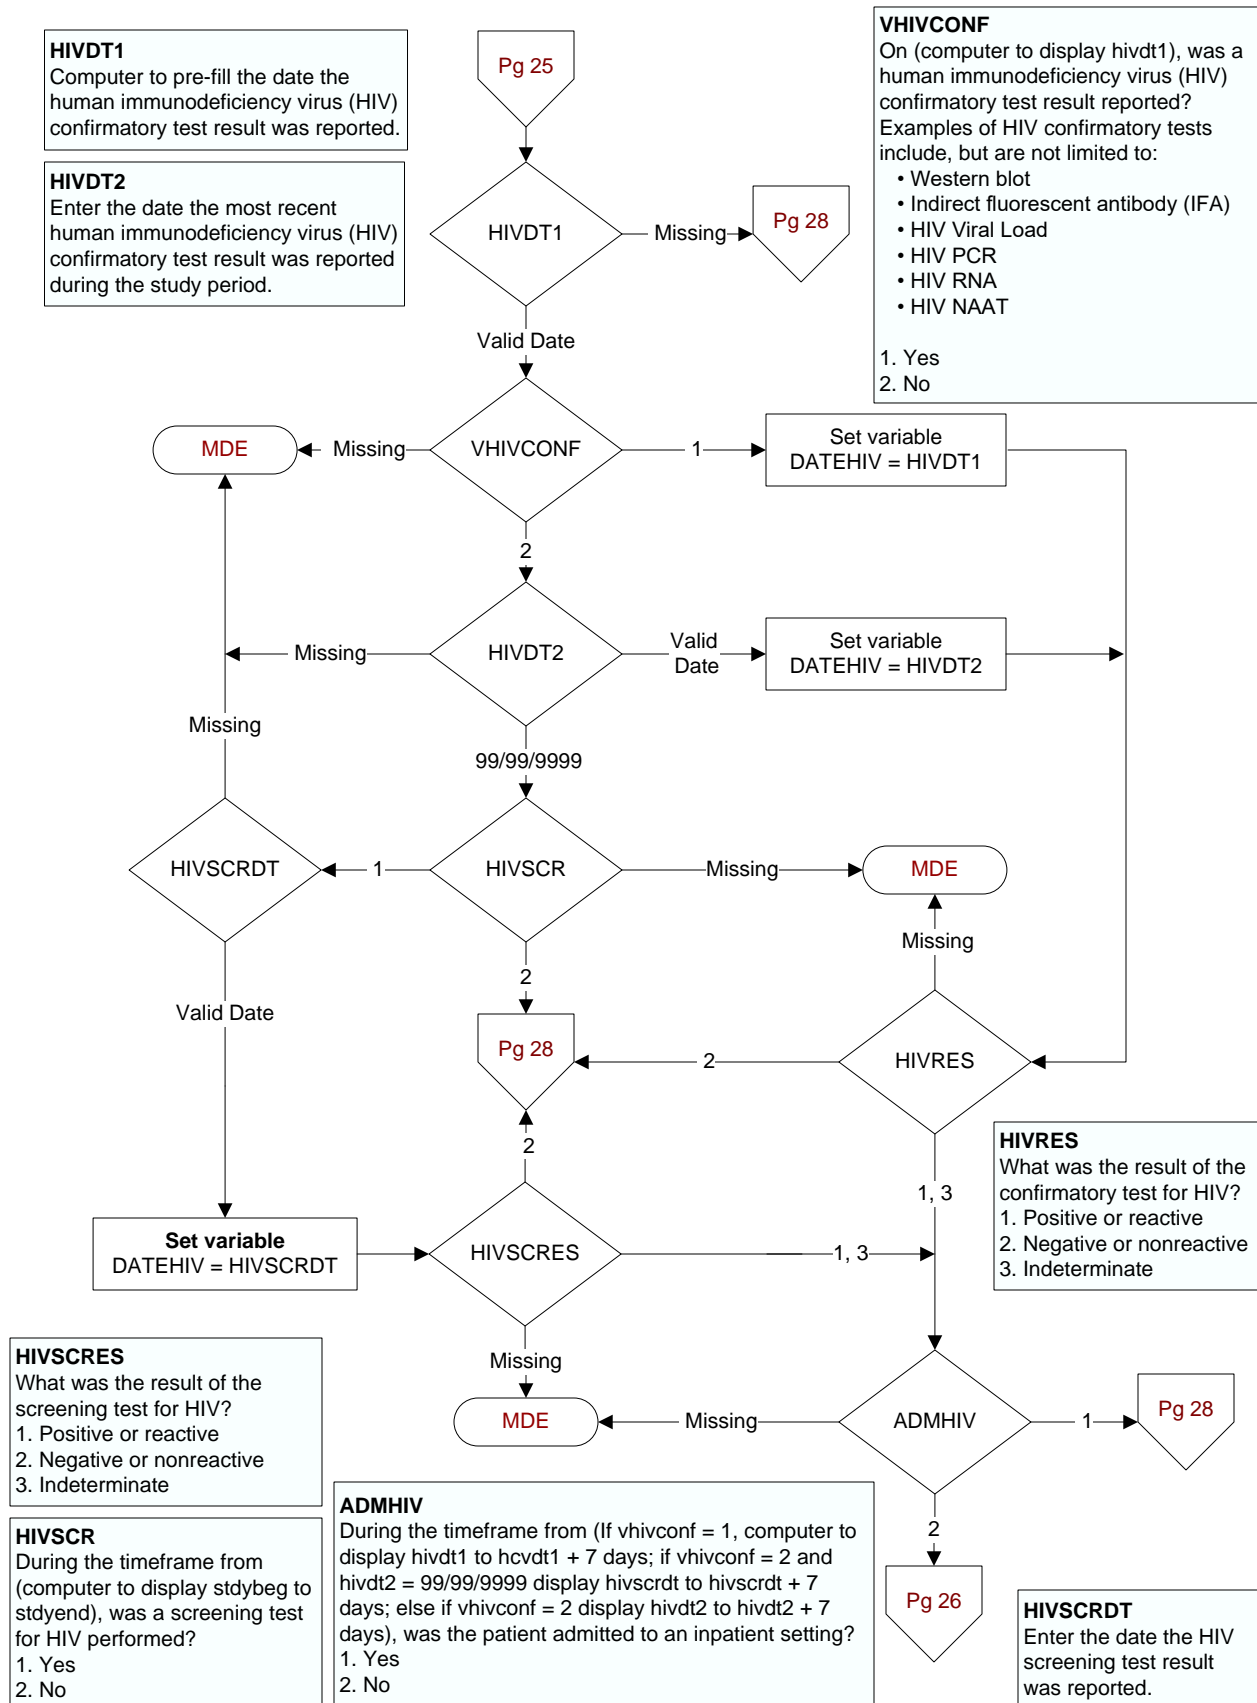 HIVDT1
Computer to pre-fill the date the
human immunodeficiency virus (HIV)
confirmatory test result was reported.
HIVDT2
Enter the date the most recent
human immunodeficiency virus (HIV)
confirmatory test result was reported
during the study period.
Pg 25
VHIVCONF
On (computer to display hivdt1), was a
human immunodeficiency virus (HIV)
confirmatory test result reported?
Examples of HIV confirmatory tests
include, but are not limited to:
• Western blot
• Indirect fluorescent antibody (IFA)
• HIV Viral Load
• HIV PCR
• HIV RNA
• HIV NAAT
1. Yes
2. No
HIVDT1
Missing
Pg 28
Valid Date
MDE
Missing
VHIVCONF
1
Set variable
DATEHIV = HIVDT1
2
Missing
HIVDT2
Valid
Date
Set variable
DATEHIV = HIVDT2
Missing
99/99/9999
HIVSCRDT
1
HIVSCR
Missing
MDE
Missing
2
Valid Date
Pg 28
2
HIVRES
2
HIVRES
What was the result of the
confirmatory test for HIV?
1. Positive or reactive
2. Negative or nonreactive
3. Indeterminate
1, 3
Set variable
DATEHIV = HIVSCRDT
HIVSCRES
1, 3
Missing
HIVSCRES
What was the result of the
screening test for HIV?
1. Positive or reactive
2. Negative or nonreactive
3. Indeterminate
MDE
Missing
ADMHIV
1
Pg 28
2
Pg 26
HIVSCR
During the timeframe from
(computer to display stdybeg to
stdyend), was a screening test
for HIV performed?
1. Yes
2. No
ADMHIV
During the timeframe from (If vhivconf = 1, computer to
display hivdt1 to hcvdt1 + 7 days; if vhivconf = 2 and
hivdt2 = 99/99/9999 display hivscrdt to hivscrdt + 7
days; else if vhivconf = 2 display hivdt2 to hivdt2 + 7
days), was the patient admitted to an inpatient setting?
1. Yes
2. No
HIVSCRDT
Enter the date the HIV
screening test result
was reported.